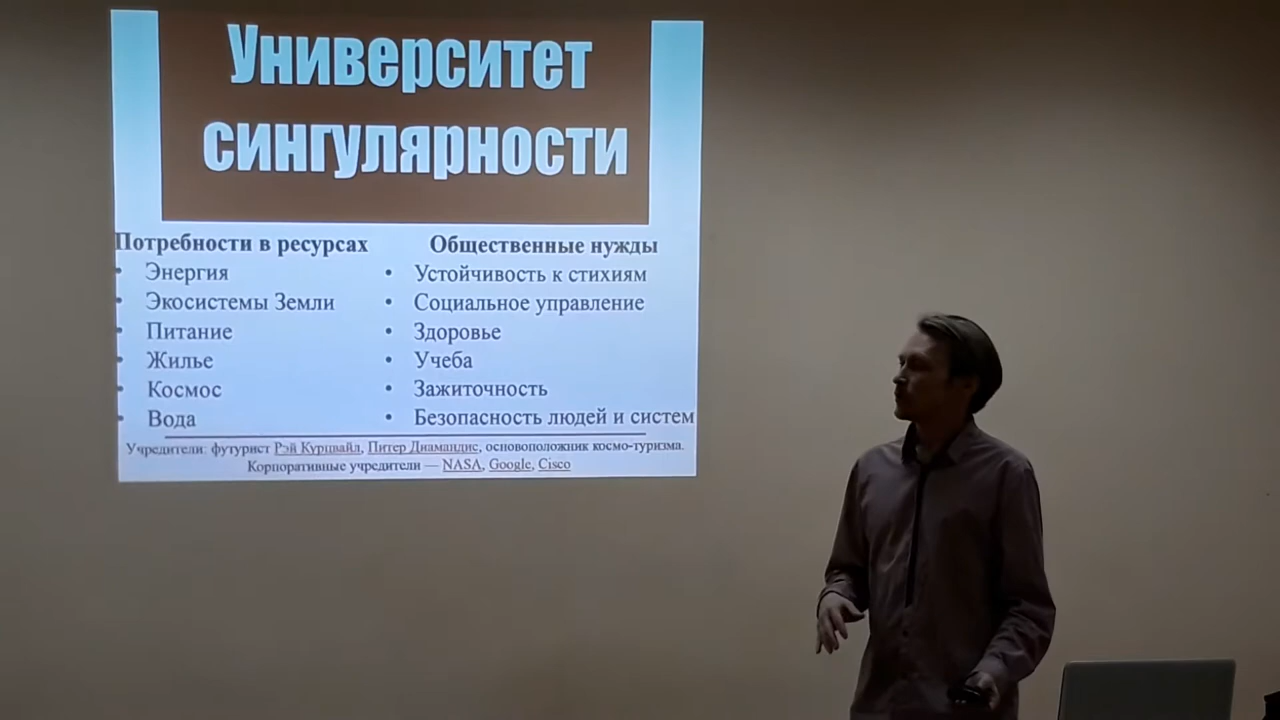 Университет
сингулярности
Потребности в ресурсах
• Энергия
• Экосистемы Земли
• Питание
• Жилье
• Космос
• Вода
Общественные нужды
• Устойчивость к стихиям
• Социальное управление
• Здоровье
• Учеба
• Зажиточность
• Безопасность людей и систем
Учредители: футурист Рэй Курцвайл, Питер Диамандис, основоположник космо-туризма.
Корпоративные учредители — NASA, Google, Cisco